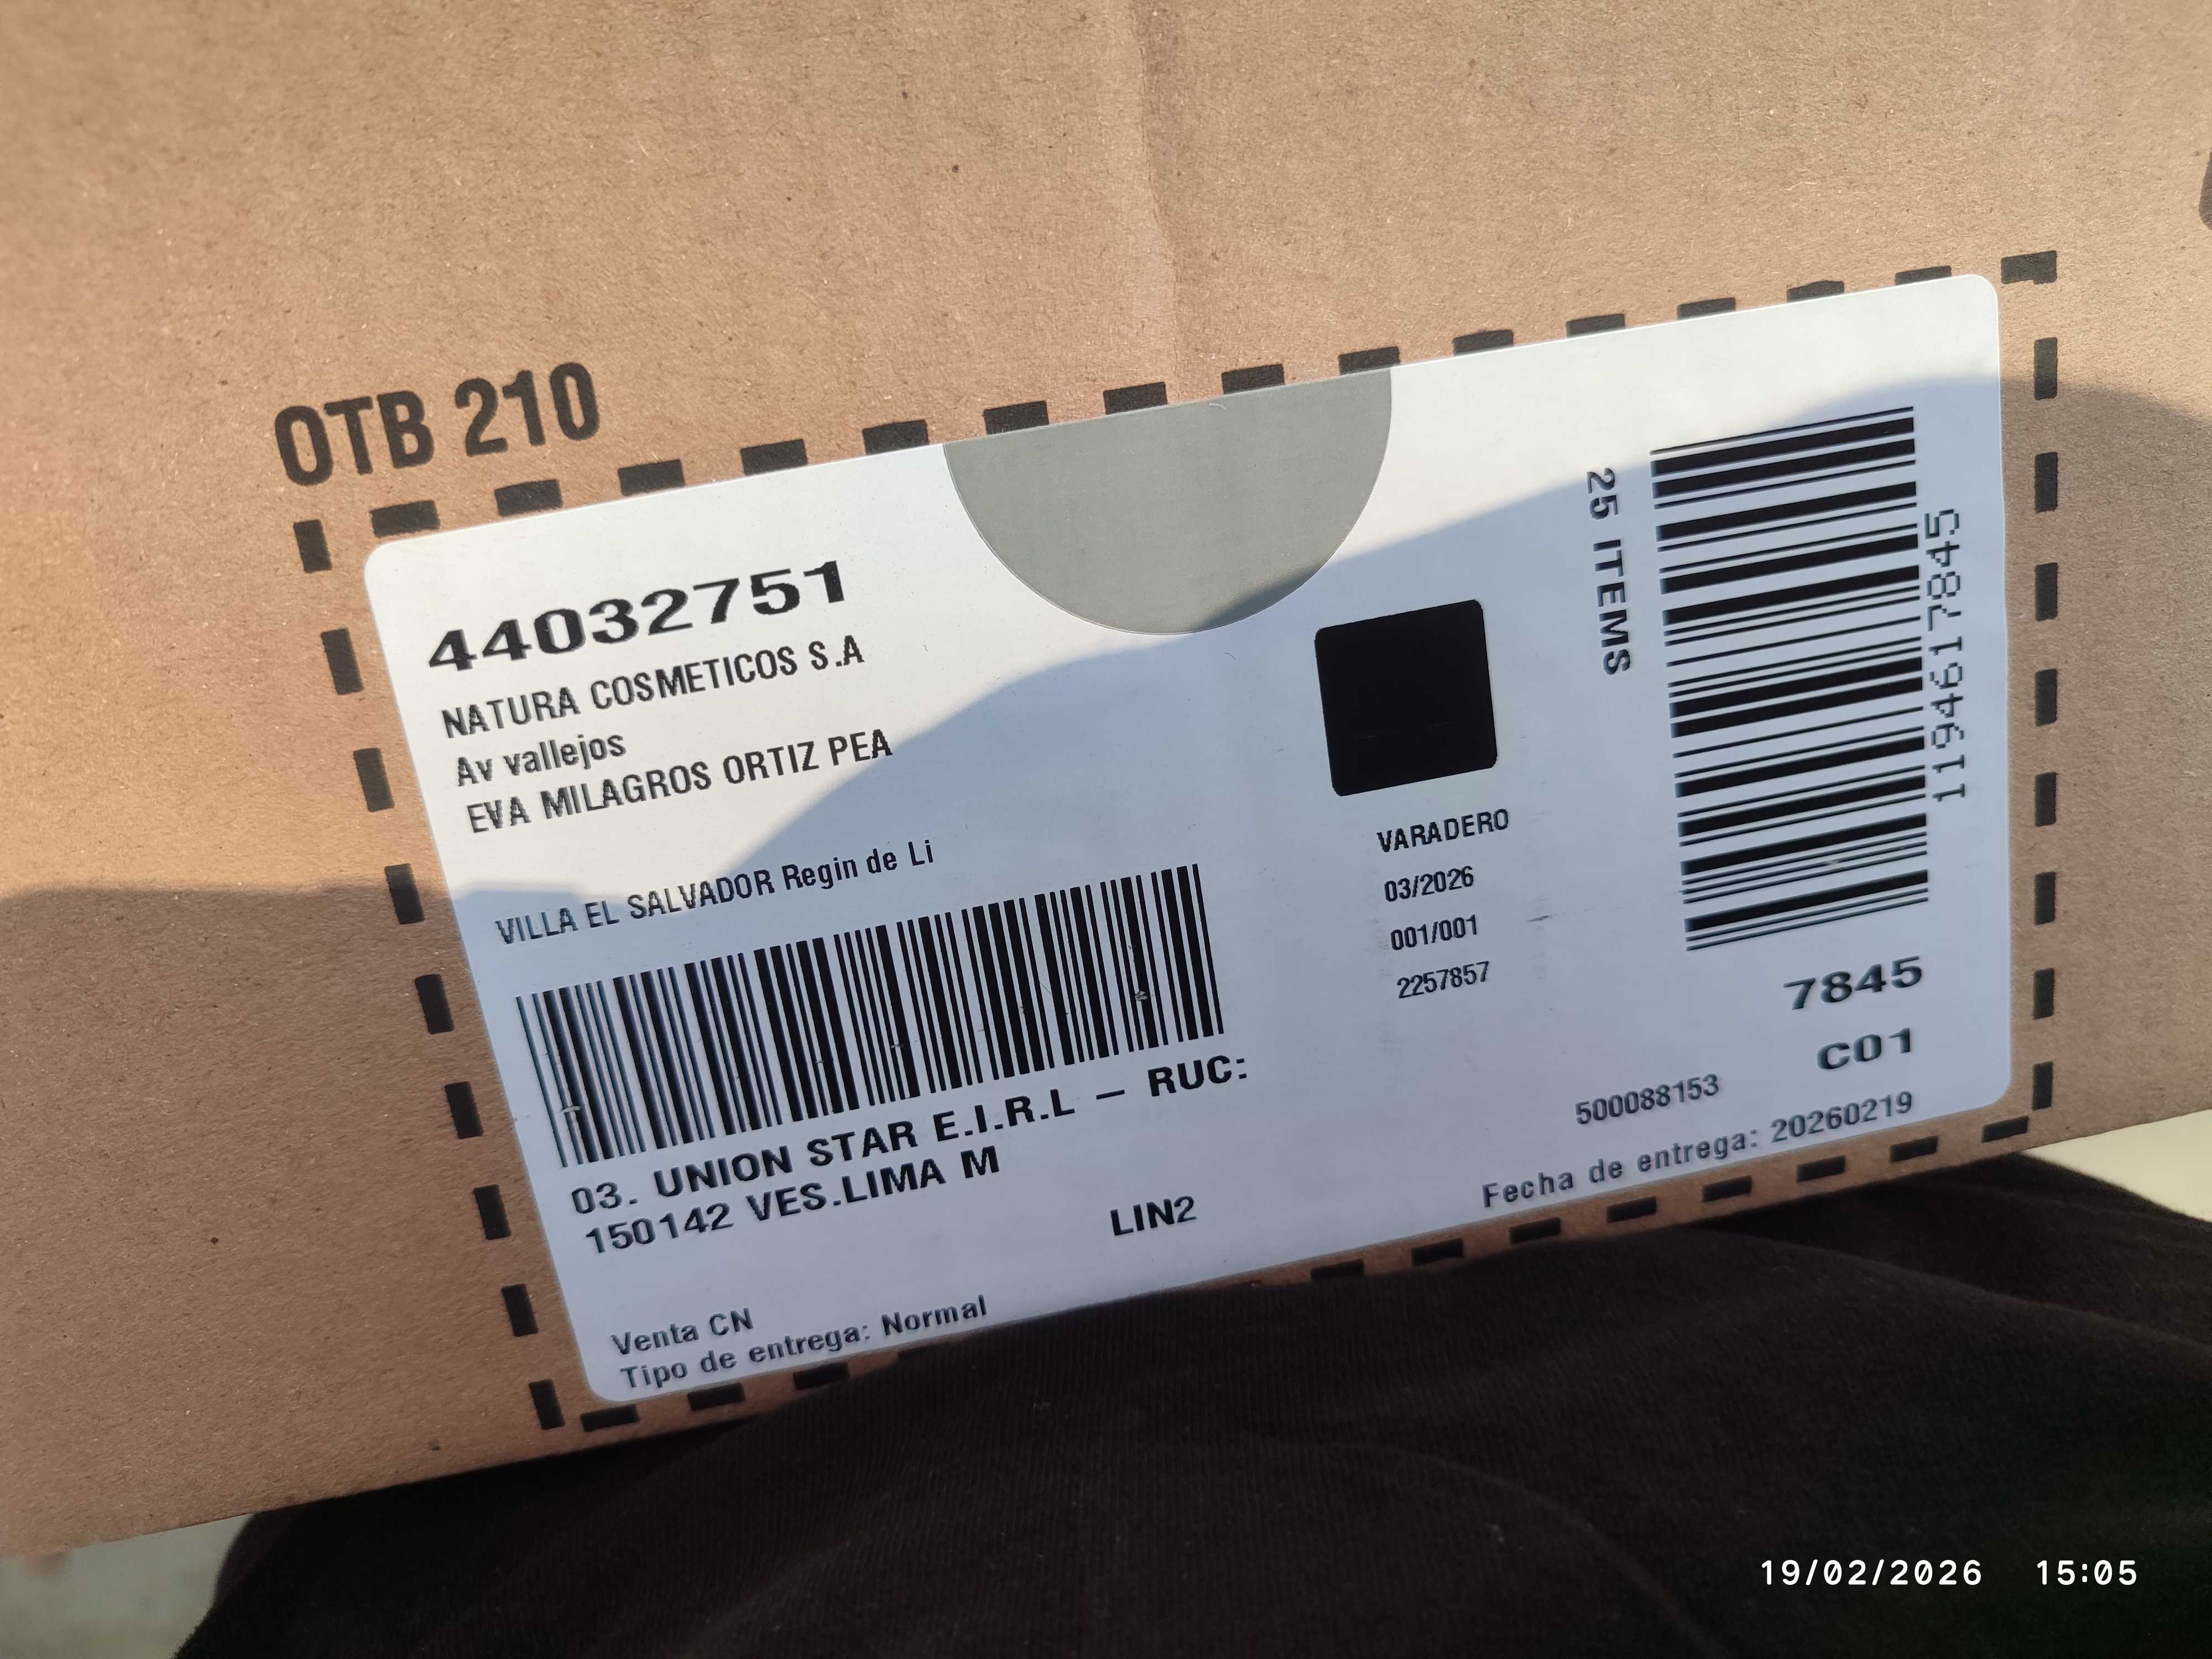 OTB 210
44032751
NATURA COSMETICOS S.A
Av vallejos
EVA MILAGROS ORTIZ PEA
VILLA EL SALVADOR Regin de Li
03. UNION STAR E.I.R.L – RUC:
150142 VES.LIMA M
LIN2
Venta CN
Tipo de entrega: Normal
VARADERO
03/2026
001/001
2257857
25 ITEMS
1194617845
7845
C01
500088153
Fecha de entrega: 20260219
19/02/2026 15:05